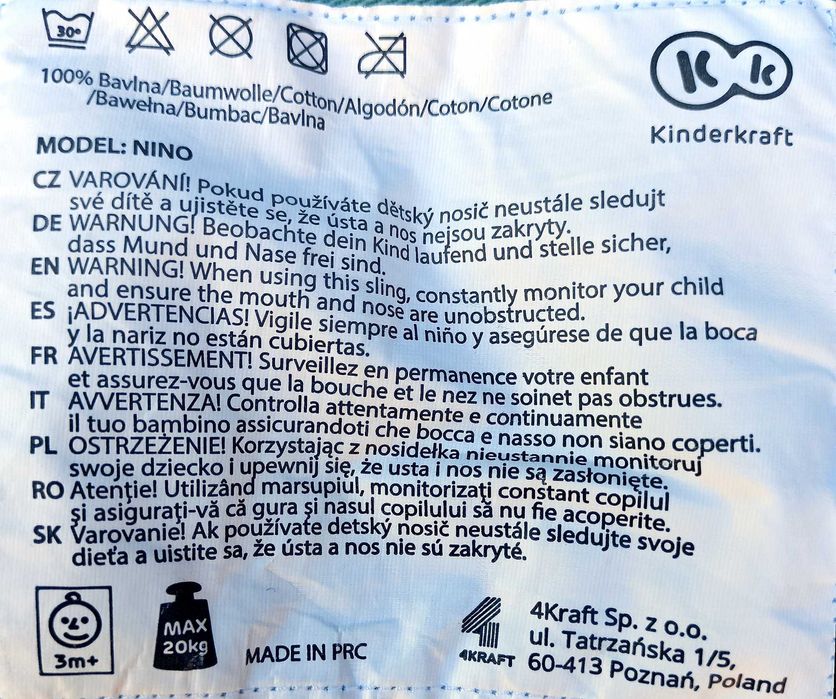 30°
100% Bavlna/Baumwolle/Cotton/Algodón/Coton/Cotone
/Bawełna/Bumbac/Bavlna
Kinderkraft
MODEL: NINO
CZ VAROVÁNÍ! Pokud používáte dětský nosič neustále sledujt
své dítě a ujistěte se, že ústa a nos nejsou zakryty.
DE WARNUNG! Beobachte dein Kind laufend und stelle sicher,
dass Mund und Nase frei sind.
EN WARNING! When using this sling, constantly monitor your child
and ensure the mouth and nose are unobstructed.
ES ¡ADVERTENCIAS! Vigile siempre al niño y asegúrese de que la boca
y la nariz no están cubiertas.
FR AVERTISSEMENT! Surveillez en permanence votre enfant
et assurez-vous que la bouche et le nez ne soinet pas obstrues.
IT AVVERTENZA! Controlla attentamente e continuamente
il tuo bambino assicurandoti che bocca e nasso non siano coperti.
PL OSTRZEŻENIE! Korzystając z nosidełka nieustannie monitoruj
swoje dziecko i upewnij się, że usta i nos nie są zasłonięte.
RO Atenție! Utilizând marsupiul, monitorizați constant copilul
și asigurați-vă că gura și nasul copilului să nu fie acoperite.
SK Varovanie! Ak používate detský nosič neustále sledujte svoje
dieťa a uistite sa, že ústa a nos nie sú zakryté.
3m+
MAX
20kg
MADE IN PRC
4KRAFT
4Kraft Sp. z o.o.
ul. Tatrzańska 1/5,
60-413 Poznań, Poland